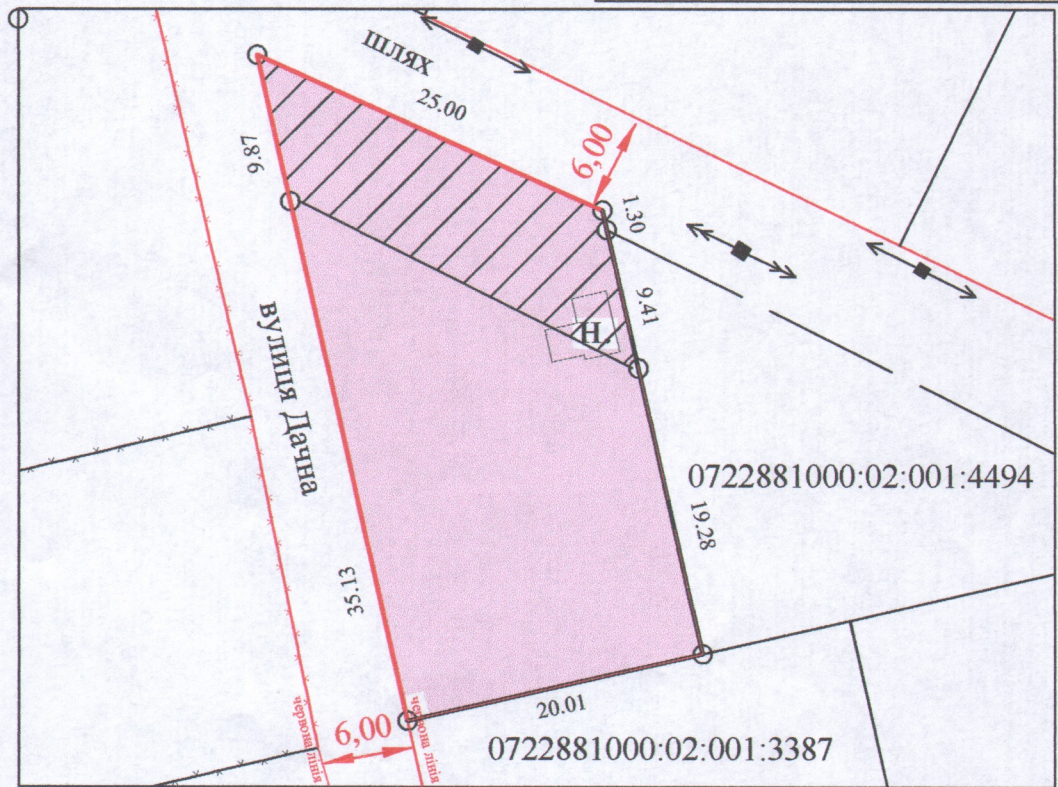 ШЛЯХ
25.00
6,00
9.87
1.30
9.41
Н.
вулиця Дачна
0722881000:02:001:4494
19.28
35.13
20.01
червона лінія
6,00
червона лінія
0722881000:02:001:3387